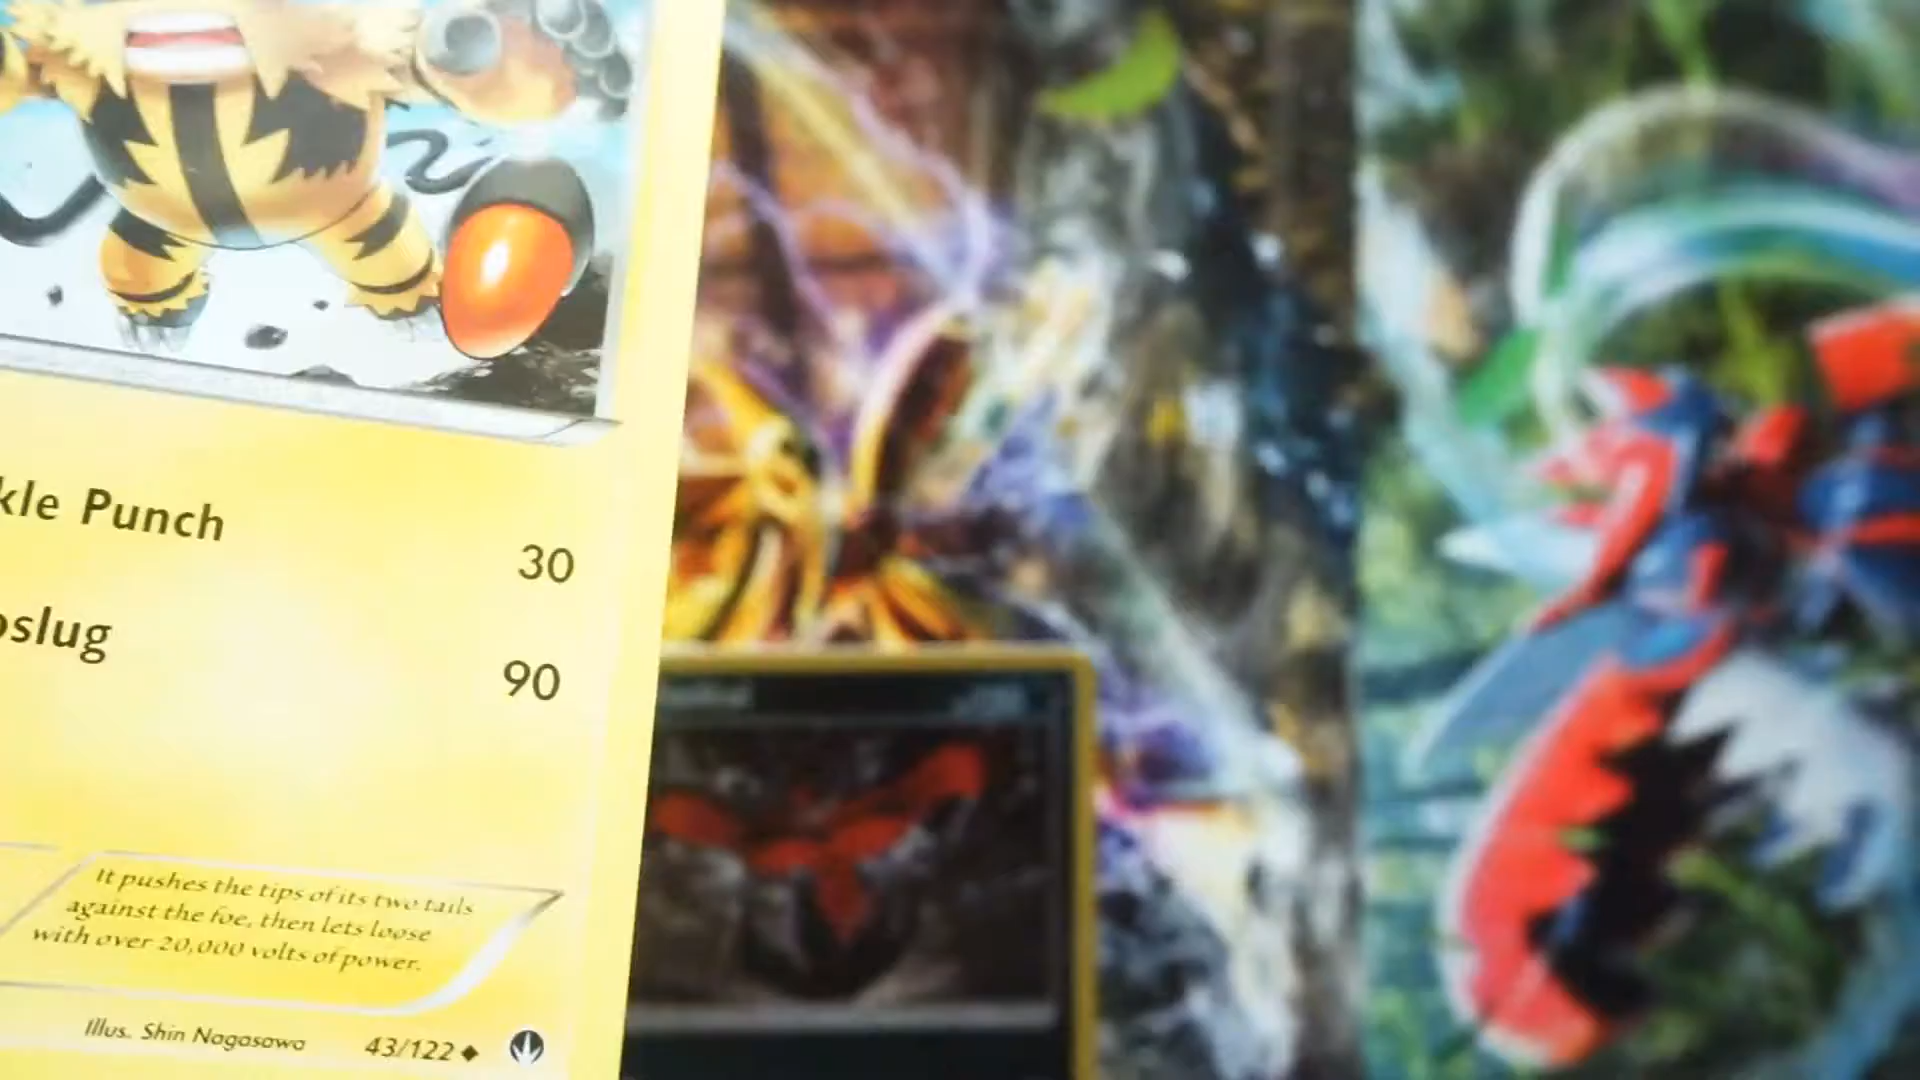 kle Punch
30
oslug
90
It pushes the tips of its two tails
against the foe, then lets loose
with over 20,000 volts of power.
Illus. Shin Nagasawa
43/122